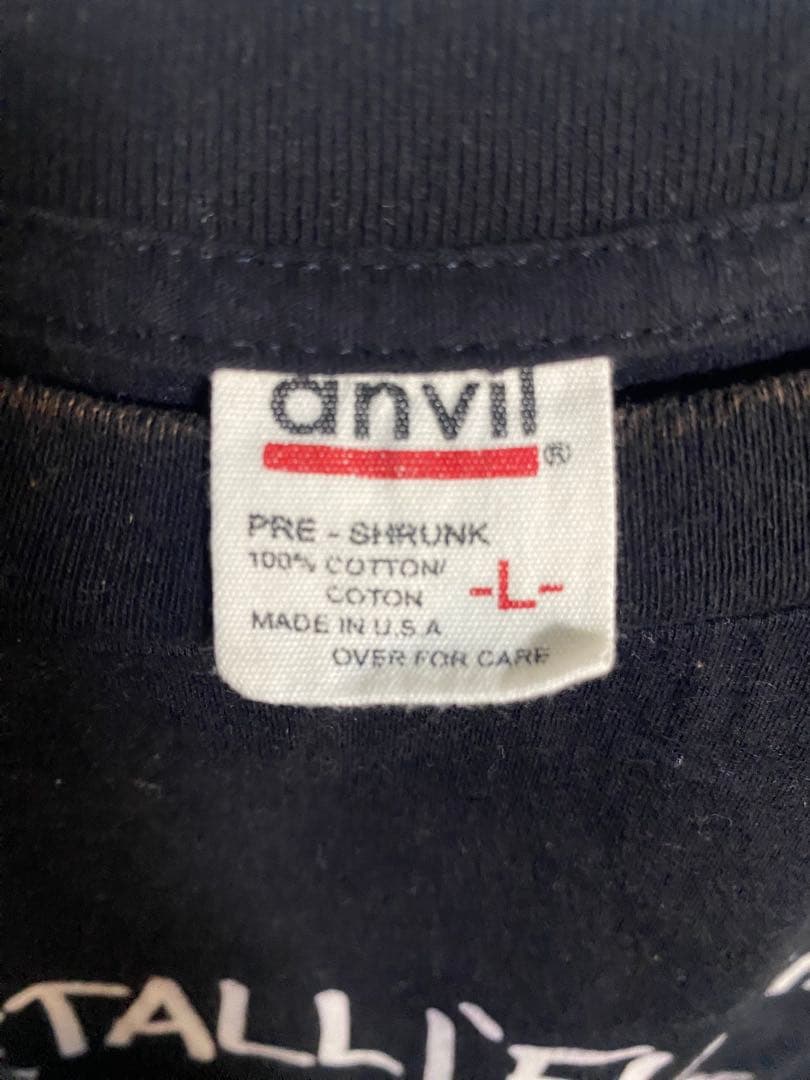 anvil
®
PRE - SHRUNK
100% COTTON/
COTON
-L-
MADE IN U.S.A
OVER FOR CARE